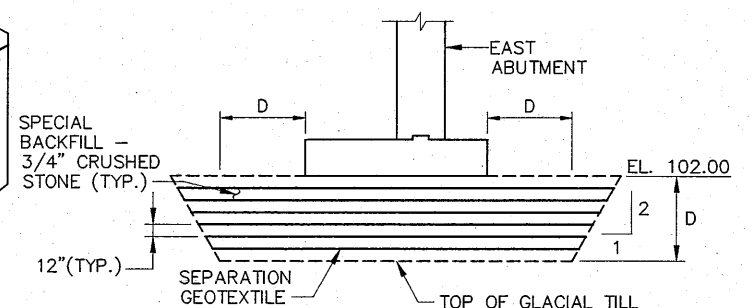 EAST
ABUTMENT
D
D
SPECIAL
BACKFILL –
3/4" CRUSHED
STONE (TYP.)
EL. 102.00
2
D
1
12"(TYP.)
SEPARATION
GEOTEXTILE
TOP OF GLACIAL TILL